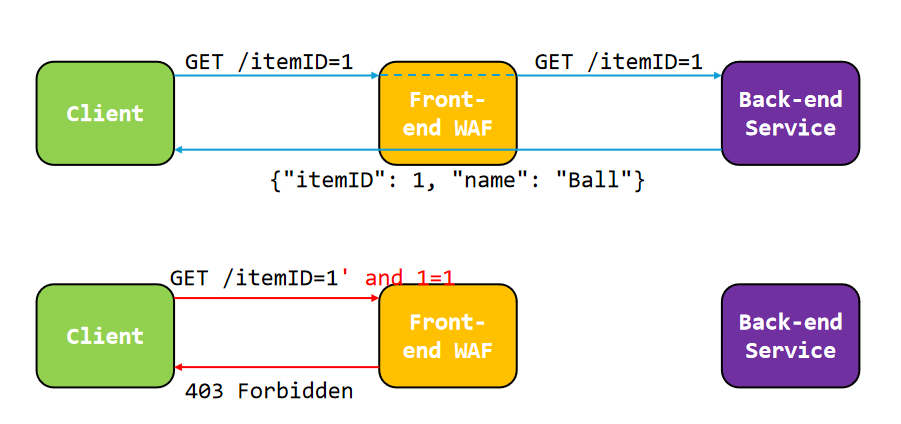 GET /itemID=1
GET /itemID=1
Client
Front-
end WAF
Back-end
Service
{"itemID": 1, "name": "Ball"}
GET /itemID=1' and 1=1
Client
Front-
end WAF
Back-end
Service
403 Forbidden